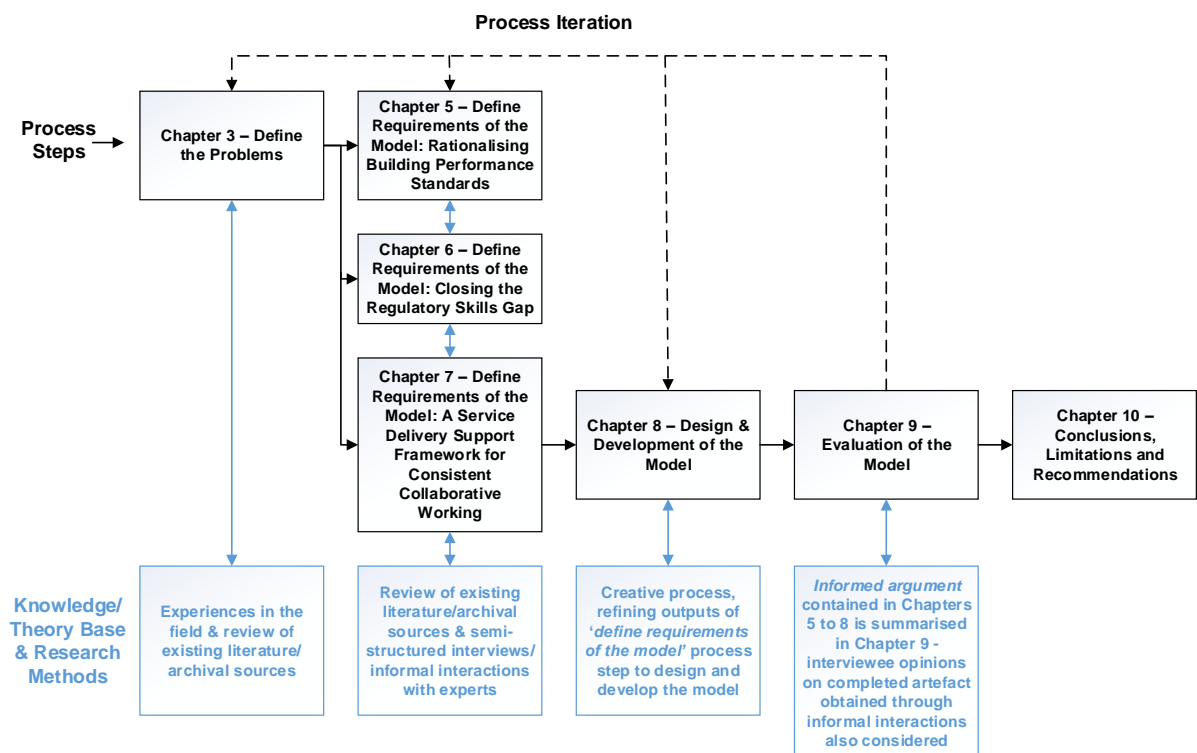 Process Iteration
Process
Steps
Chapter 3 – Define
the Problems
Chapter 5 – Define
Requirements of the
Model: Rationalising
Building Performance
Standards
Chapter 6 – Define
Requirements of the
Model: Closing the
Regulatory Skills Gap
Chapter 7 – Define
Requirements of the
Model: A Service
Delivery Support
Framework for
Consistent
Collaborative
Working
Chapter 8 – Design &
Development of the
Model
Chapter 9 –
Evaluation of the
Model
Chapter 10 –
Conclusions,
Limitations and
Recommendations
Knowledge/
Theory Base
& Research
Methods
Experiences in the
field & review of
existing literature/
archival sources
Review of existing
literature/archival
sources & semi-
structured interviews/
informal interactions
with experts
Creative process,
refining outputs of
‘define requirements
of the model’ process
step to design and
develop the model
Informed argument
contained in Chapters
5 to 8 is summarised
in Chapter 9 -
interviewee opinions
on completed artefact
obtained through
informal interactions
also considered